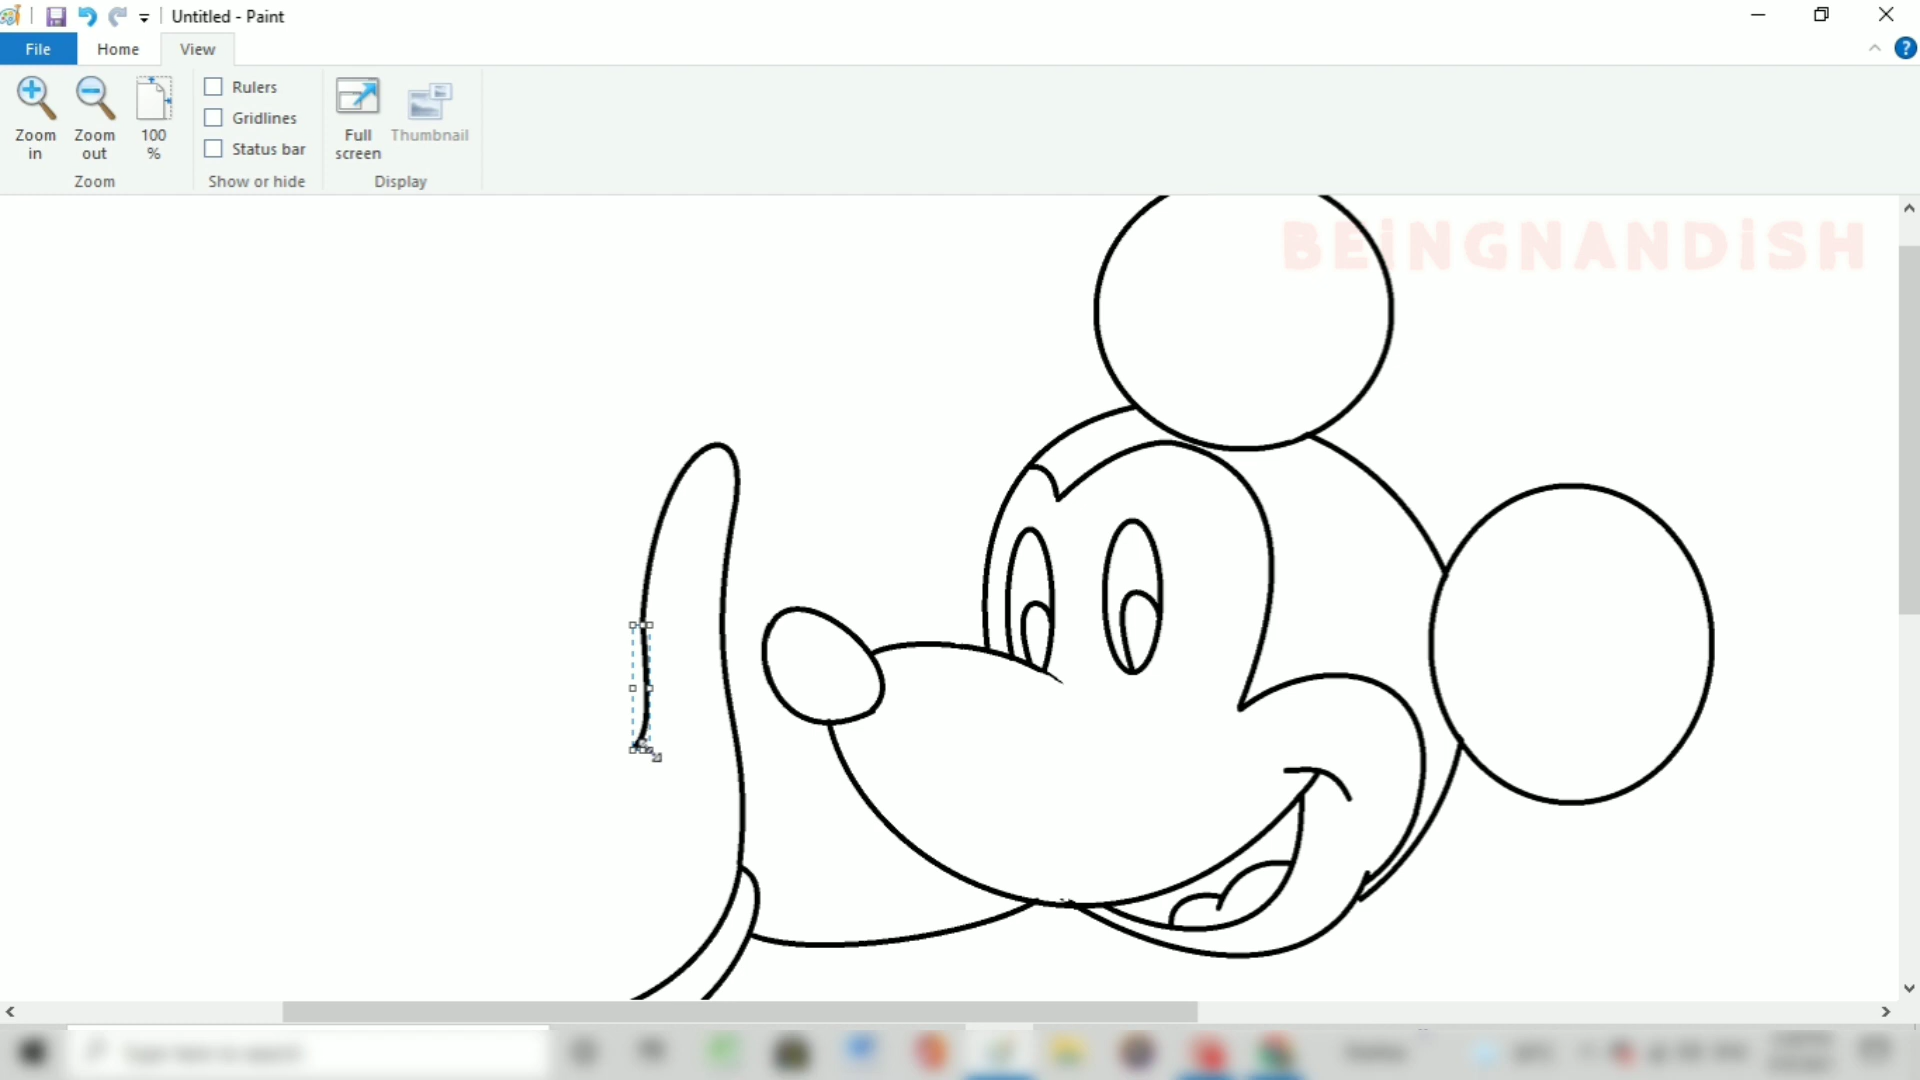 Untitled - Paint
File Home View
Zoom in
Zoom out
100 %
Rulers
Gridlines
Status bar
Full screen
Thumbnail
Zoom
Show or hide
Display
BEiNGNANDiSH